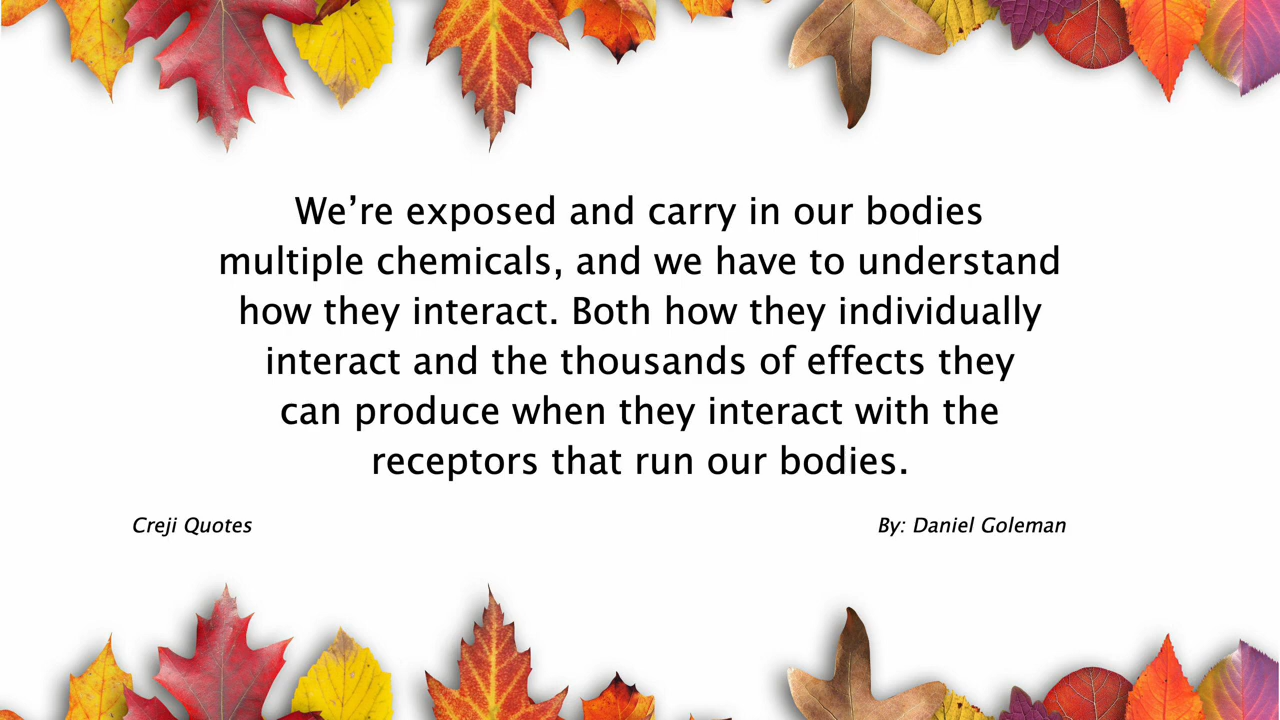 We’re exposed and carry in our bodies
multiple chemicals, and we have to understand
how they interact. Both how they individually
interact and the thousands of effects they
can produce when they interact with the
receptors that run our bodies.
Creji Quotes
By: Daniel Goleman